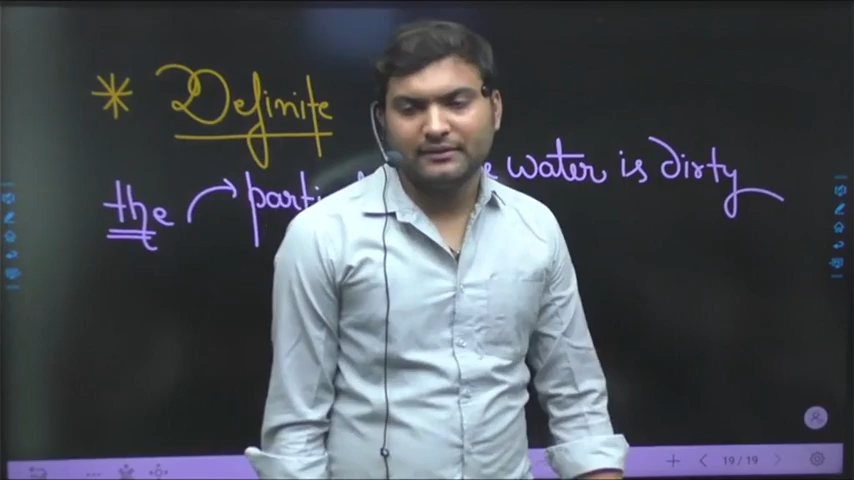 * Definite
the → water is dirty
19/19